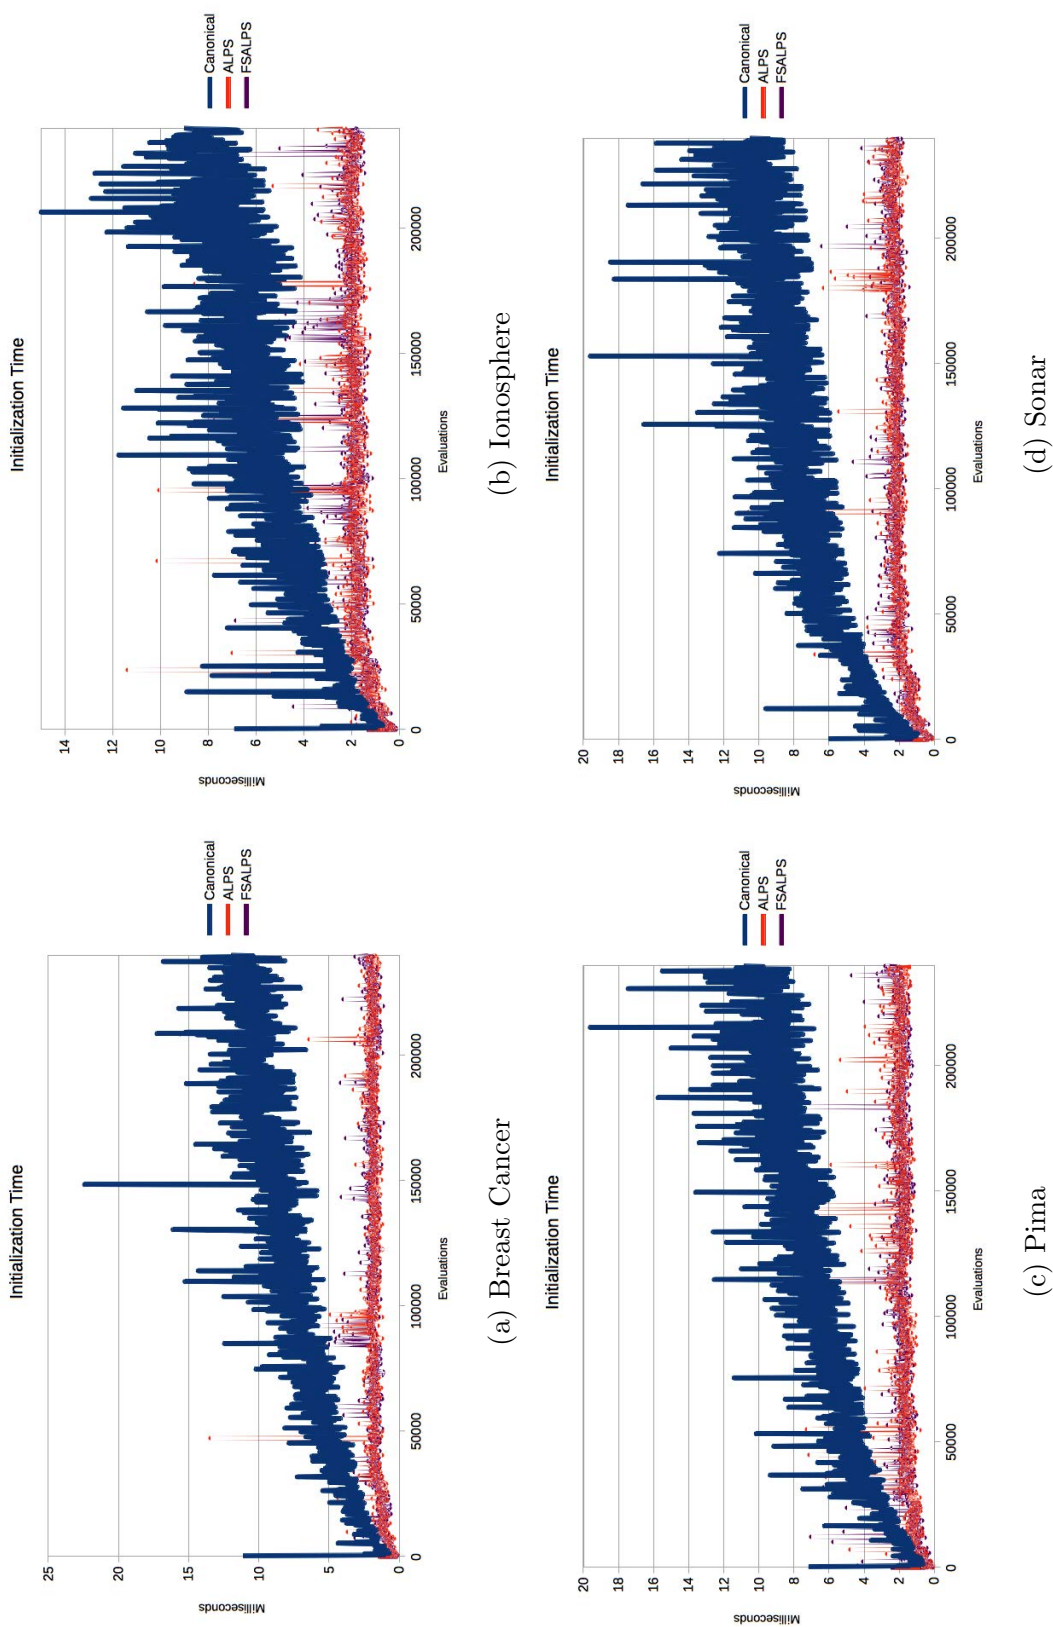 Initialization Time
Milliseconds
25
20
15
10
5
0
0
50000
100000
150000
200000
Evaluations
Canonical
ALPS
FSALPS
(a) Breast Cancer
Initialization Time
Milliseconds
14
12
10
8
6
4
2
0
0
50000
100000
150000
200000
Evaluations
Canonical
ALPS
FSALPS
(b) Ionosphere
Initialization Time
Milliseconds
20
18
16
14
12
10
8
6
4
2
0
0
50000
100000
150000
200000
Evaluations
Canonical
ALPS
FSALPS
(c) Pima
Initialization Time
Milliseconds
20
18
16
14
12
10
8
6
4
2
0
0
50000
100000
150000
200000
Evaluations
Canonical
ALPS
FSALPS
(d) Sonar